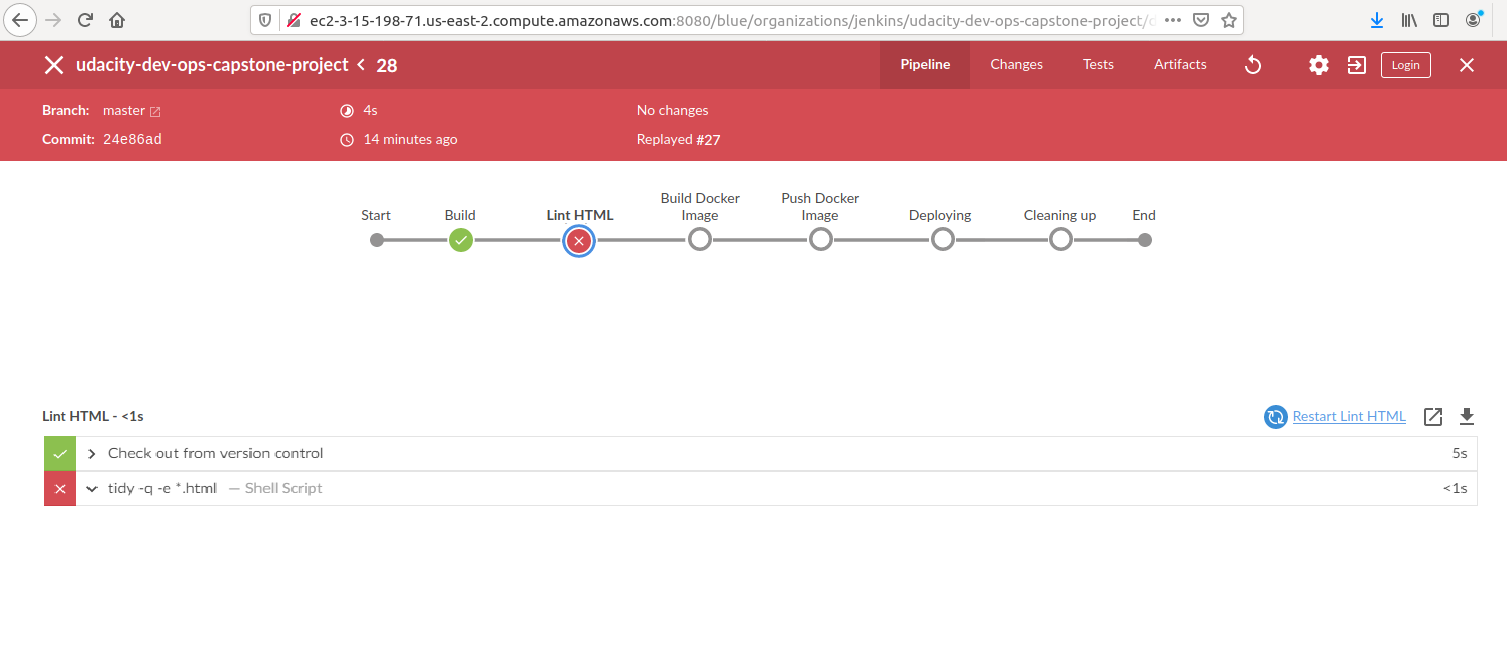 ec2-3-15-198-71.us-east-2.compute.amazonaws.com:8080/blue/organizations/jenkins/udacity-dev-ops-capstone-project/
udacity-dev-ops-capstone-project < 28 Pipeline Changes Tests Artifacts Login
Branch: master 4s No changes
Commit: 24e86ad 14 minutes ago Replayed #27
Start Build Lint HTML Build Docker Image Push Docker Image Deploying Cleaning up End
Lint HTML - <1s Restart Lint HTML
Check out from version control 5s
tidy -q -e *.html — Shell Script <1s